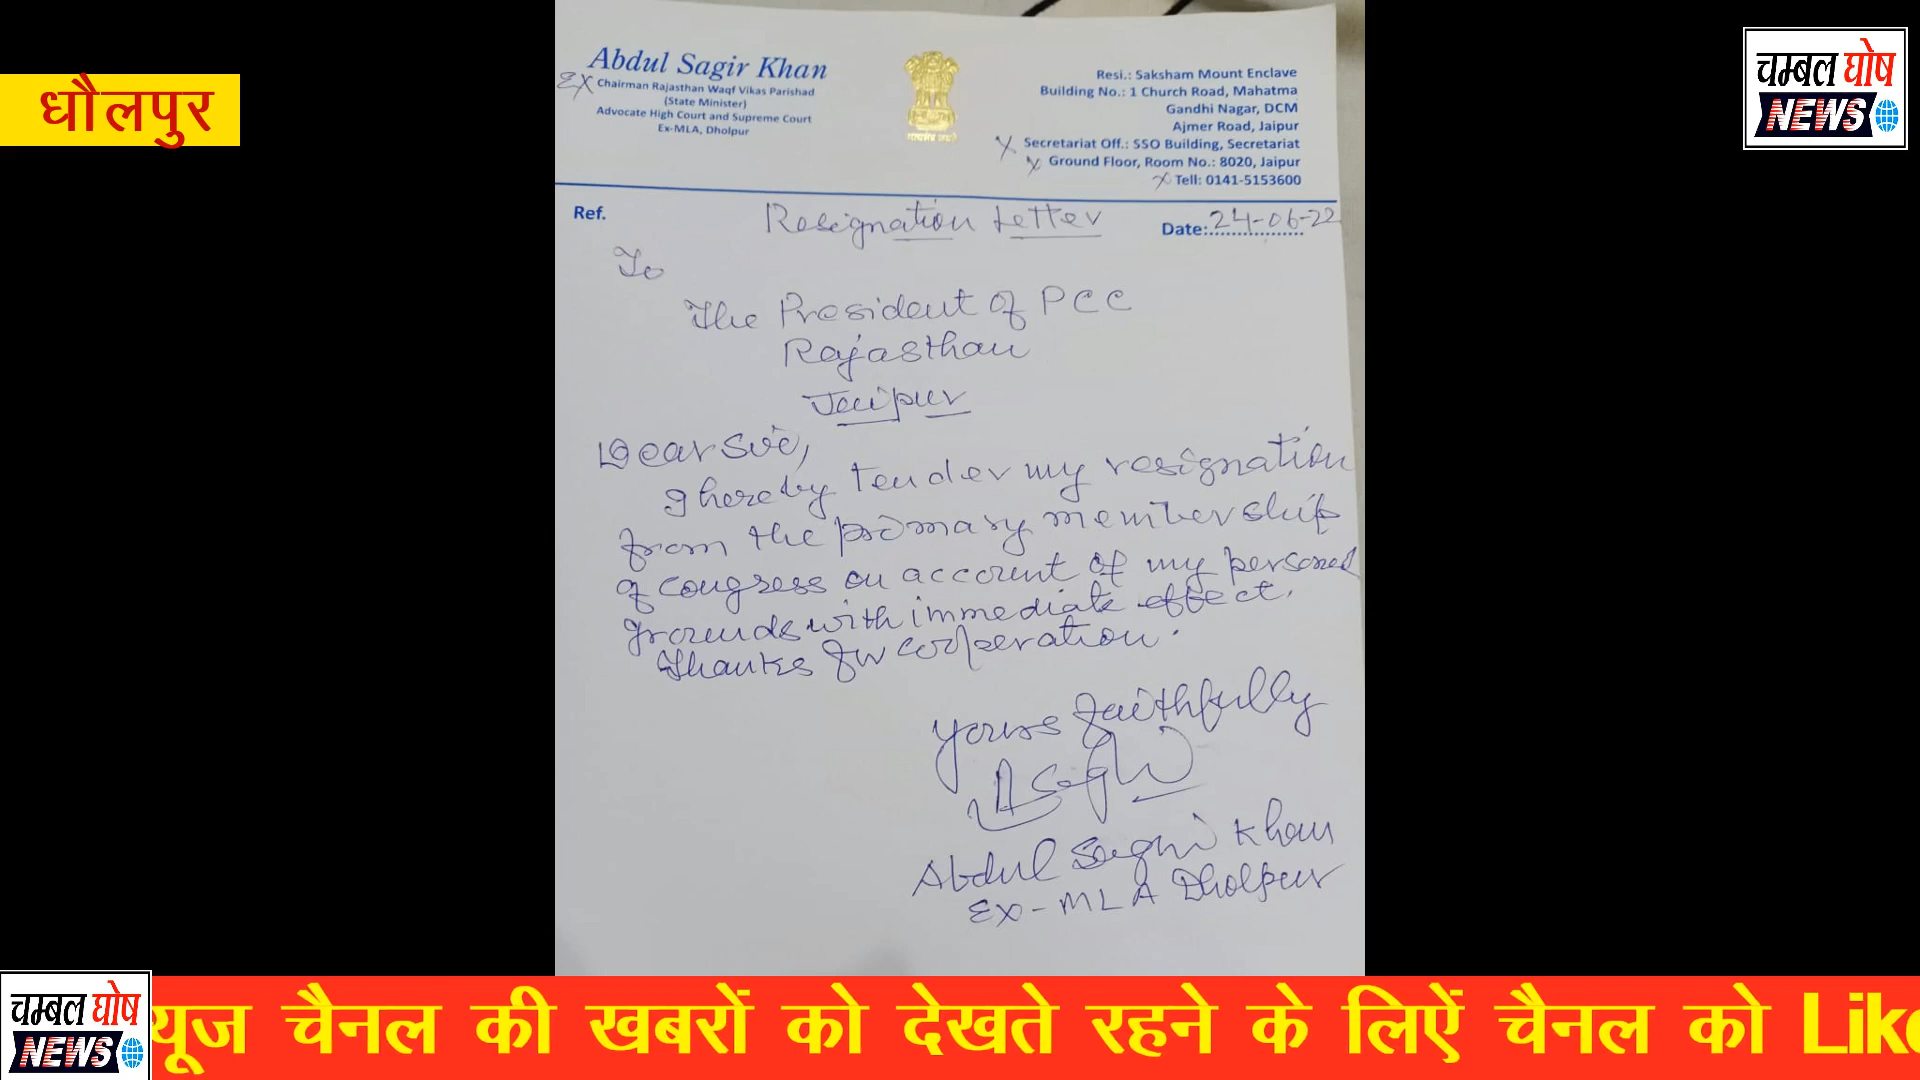 धौलपुर
चम्बल घोष
NEWS
Abdul Sagir Khan
Ex Chairman Rajasthan Waqf Vikas Parishad
(State Minister)
Advocate High Court and Supreme Court
Ex-MLA, Dholpur
Resi.: Saksham Mount Enclave
Building No.: 1 Church Road, Mahatma
Gandhi Nagar, DCM
Ajmer Road, Jaipur
X Secretariat Off.: SSO Building, Secretariat
X Ground Floor, Room No.: 8020, Jaipur
X Tell: 0141-5153600
Ref.
Resignation Letter
Date: 24-06-22
To
The President of PCC
Rajasthan
Jaipur
Dear Sir,
I hereby tender my resignation
from the primary membership
of congress on account of my personal
grounds with immediate effect.
Thanks for cooperation.
Yours faithfully
ASaghir
Abdul Saghir Khan
Ex-MLA Dholpur
चम्बल घोष
NEWS
यूज चैनल की खबरों को देखते रहने के लिऐं चैनल को Like